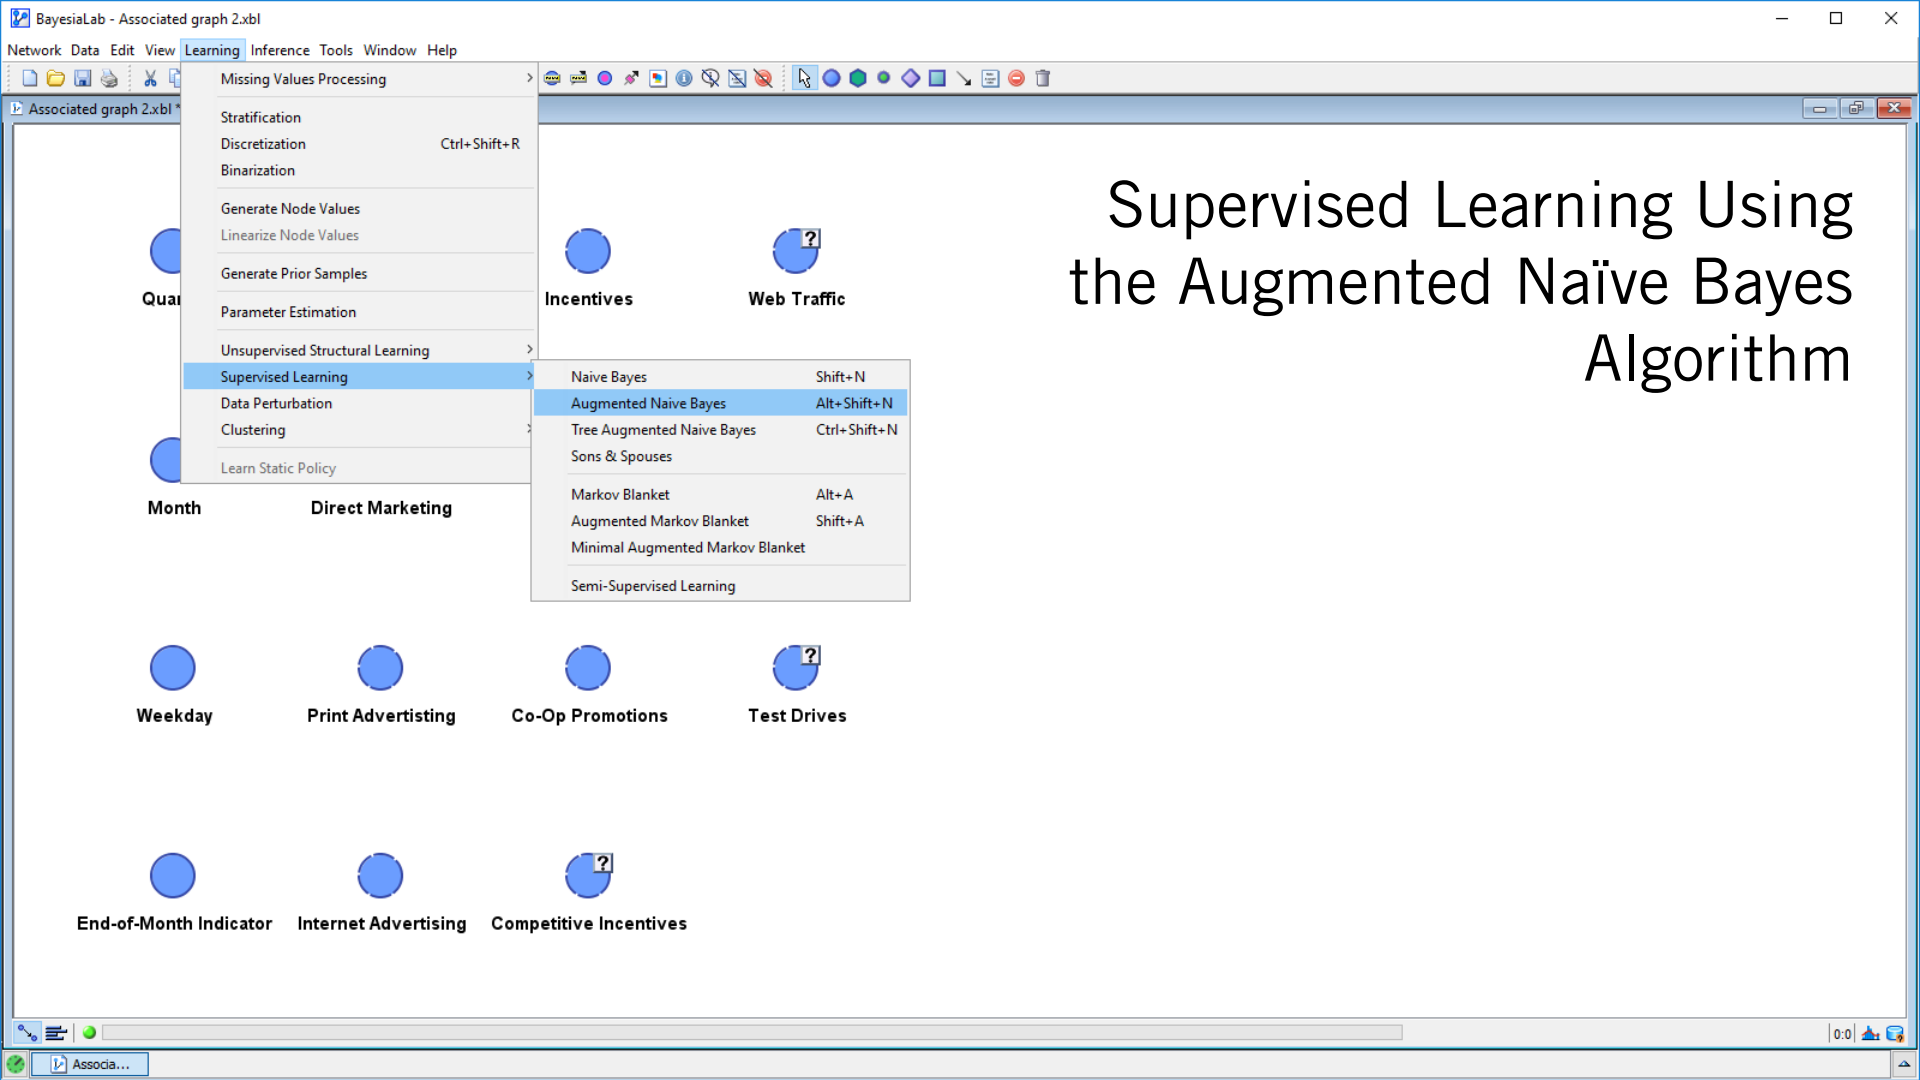 BayesiaLab - Associated graph 2.xbl
Network Data Edit View Learning Inference Tools Window Help
Associated graph 2.xbl *
Missing Values Processing
Stratification
Discretization Ctrl+Shift+R
Binarization
Generate Node Values
Linearize Node Values
Generate Prior Samples
Parameter Estimation
Unsupervised Structural Learning
Supervised Learning
Data Perturbation
Clustering
Learn Static Policy
Naive Bayes Shift+N
Augmented Naive Bayes Alt+Shift+N
Tree Augmented Naive Bayes Ctrl+Shift+N
Sons & Spouses
Markov Blanket Alt+A
Augmented Markov Blanket Shift+A
Minimal Augmented Markov Blanket
Semi-Supervised Learning
Supervised Learning Using
the Augmented Naïve Bayes
Algorithm
?
Incentives Web Traffic
Month Direct Marketing
?
Weekday Print Advertisting Co-Op Promotions Test Drives
?
End-of-Month Indicator Internet Advertising Competitive Incentives
0:0
Associa...